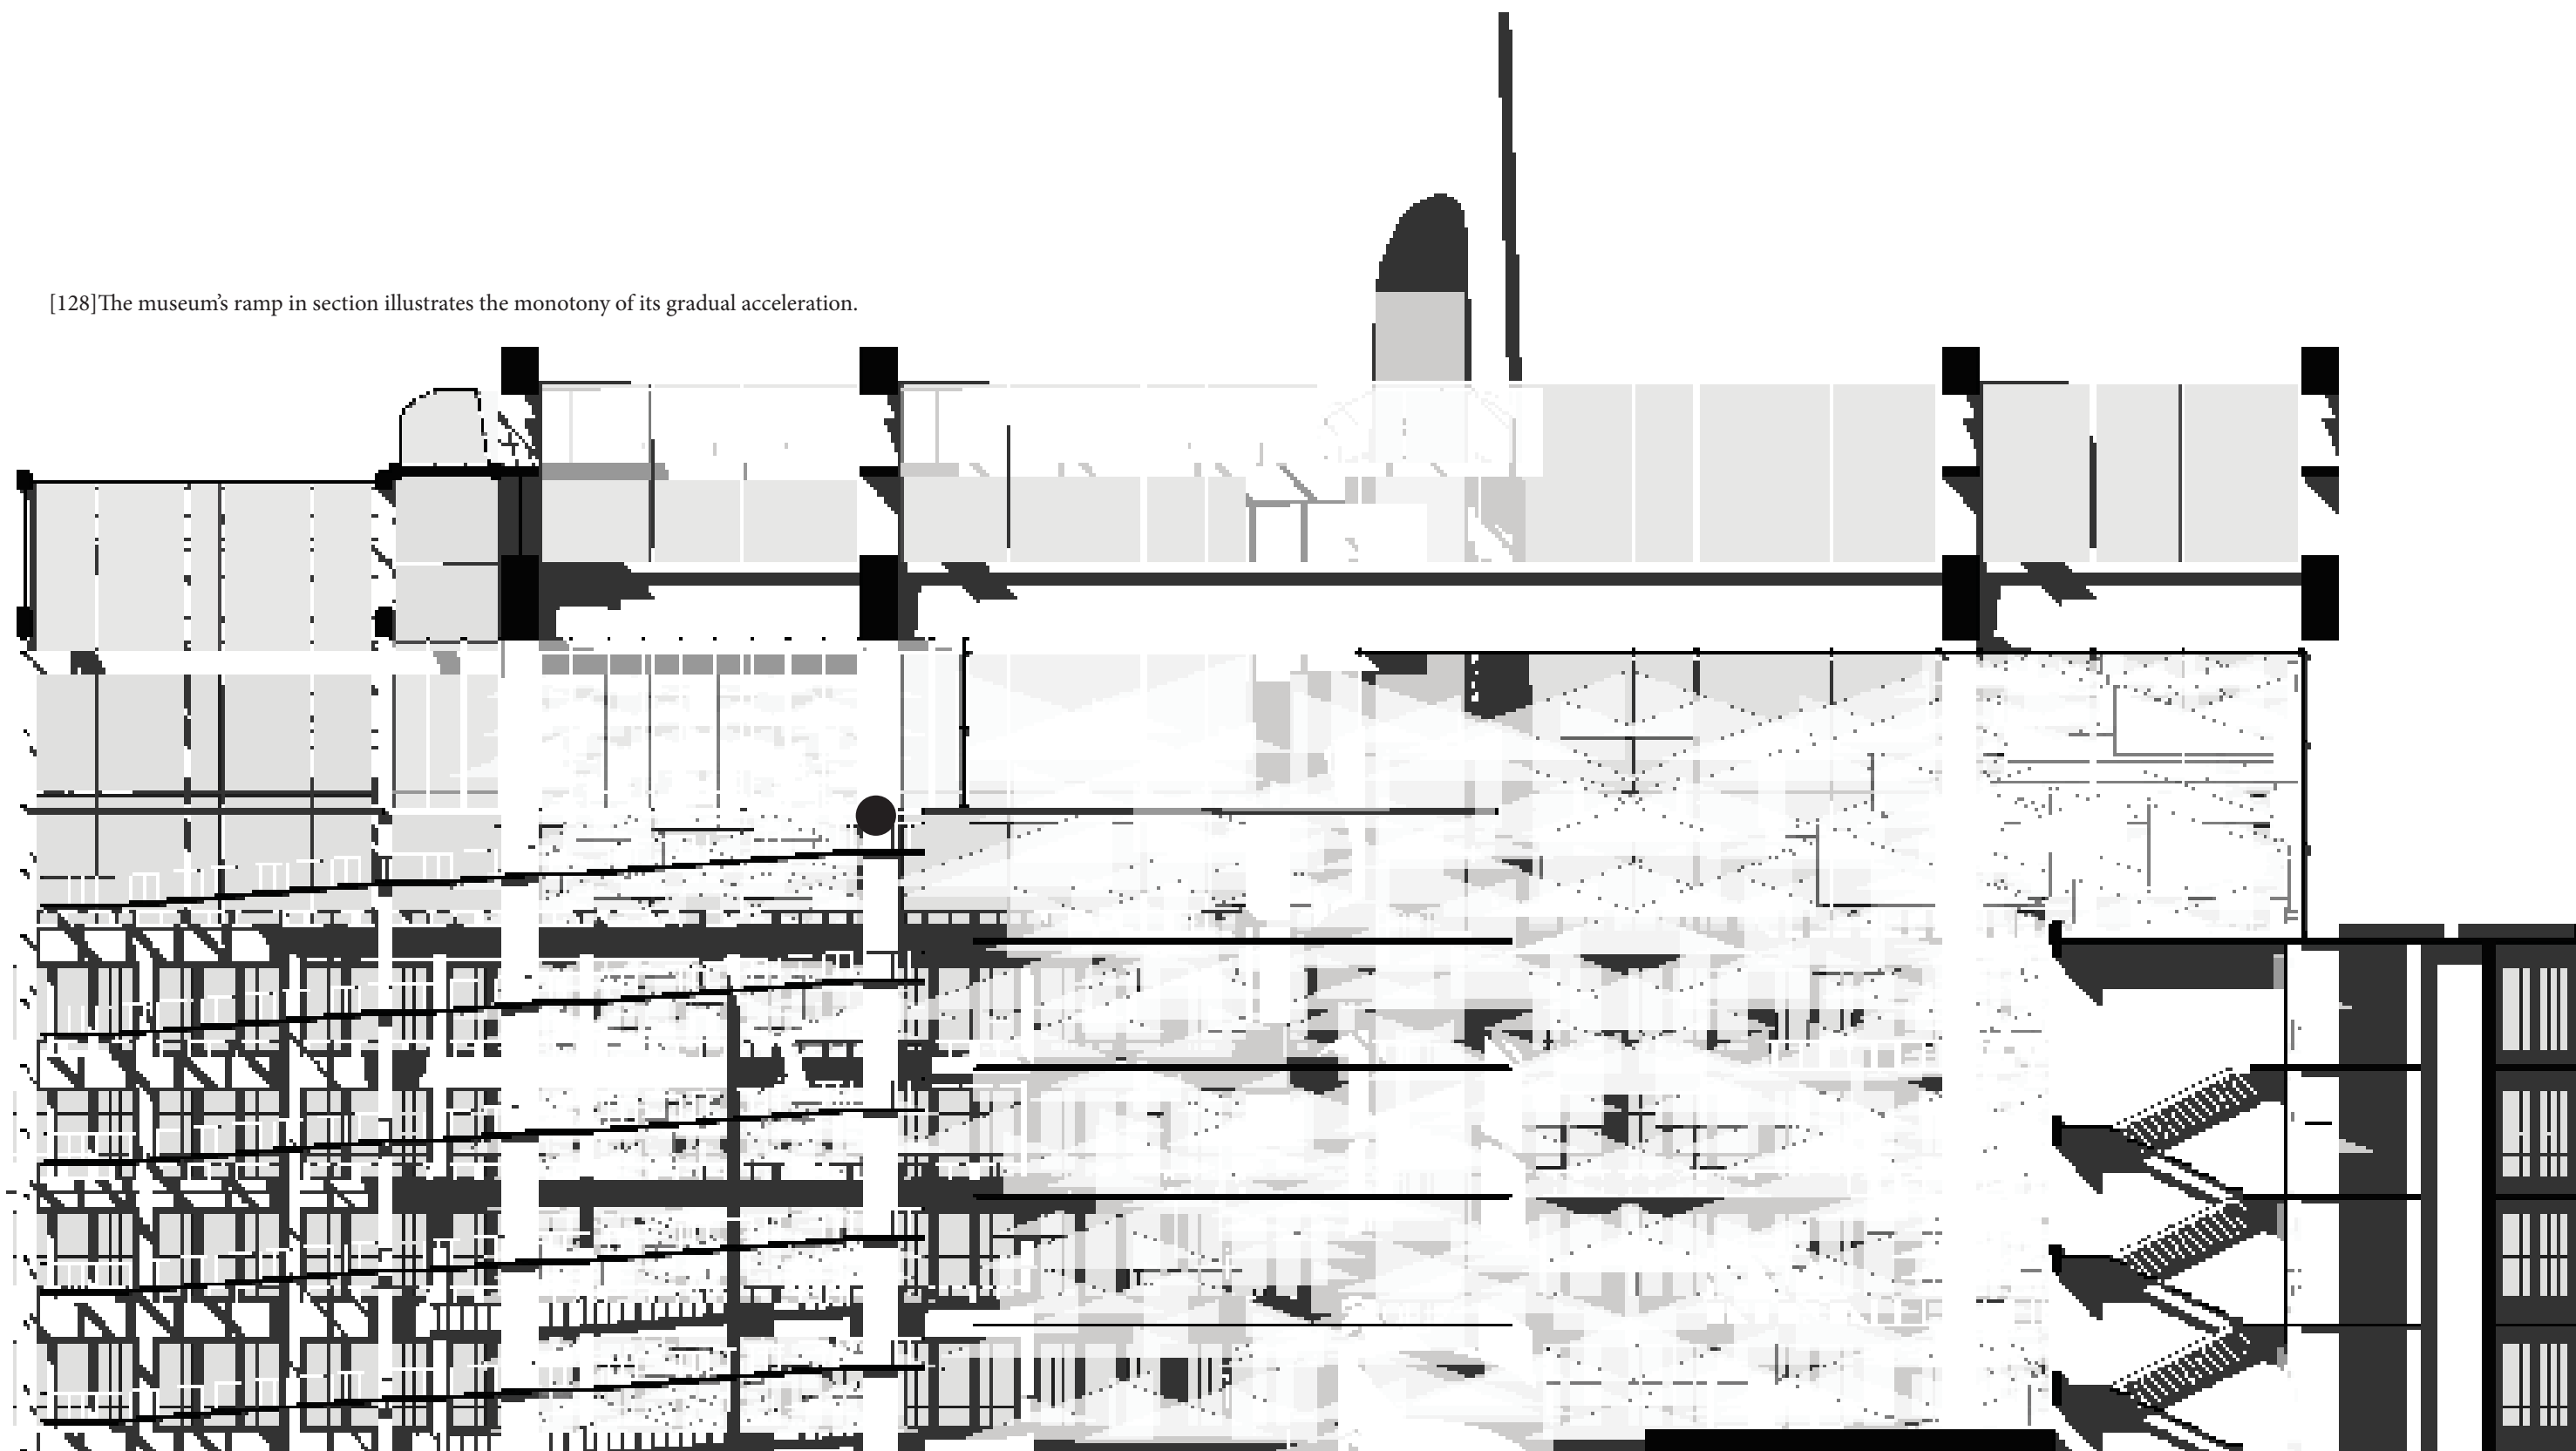 [128]The museum’s ramp in section illustrates the monotony of its gradual acceleration.